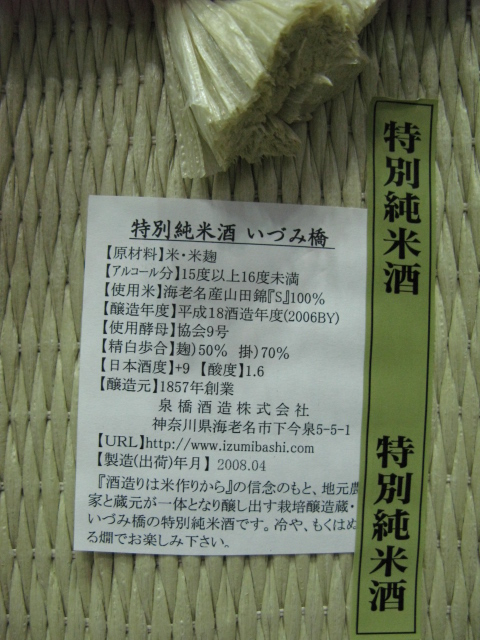 特別純米酒 いづみ橋
【原材料】米・米麹
【アルコール分】15度以上16度未満
【使用米】海老名産山田錦『S』100%
【醸造年度】平成18酒造年度(2006BY)
【使用酵母】協会9号
【精白歩合】麹)50% 掛)70%
【日本酒度】+9 【酸度】1.6
【醸造元】1857年創業
泉橋酒造株式会社
神奈川県海老名市下今泉5-5-1
【URL】http://www.izumibashi.com
【製造(出荷)年月】 2008.04
『酒造りは米作りから』の信念のもと、地元農
家と蔵元が一体となり醸し出す栽培醸造蔵・
いづみ橋の特別純米酒です。冷や、もくはぬ
る燗でお楽しみ下さい。
特別純米酒
特別純米酒